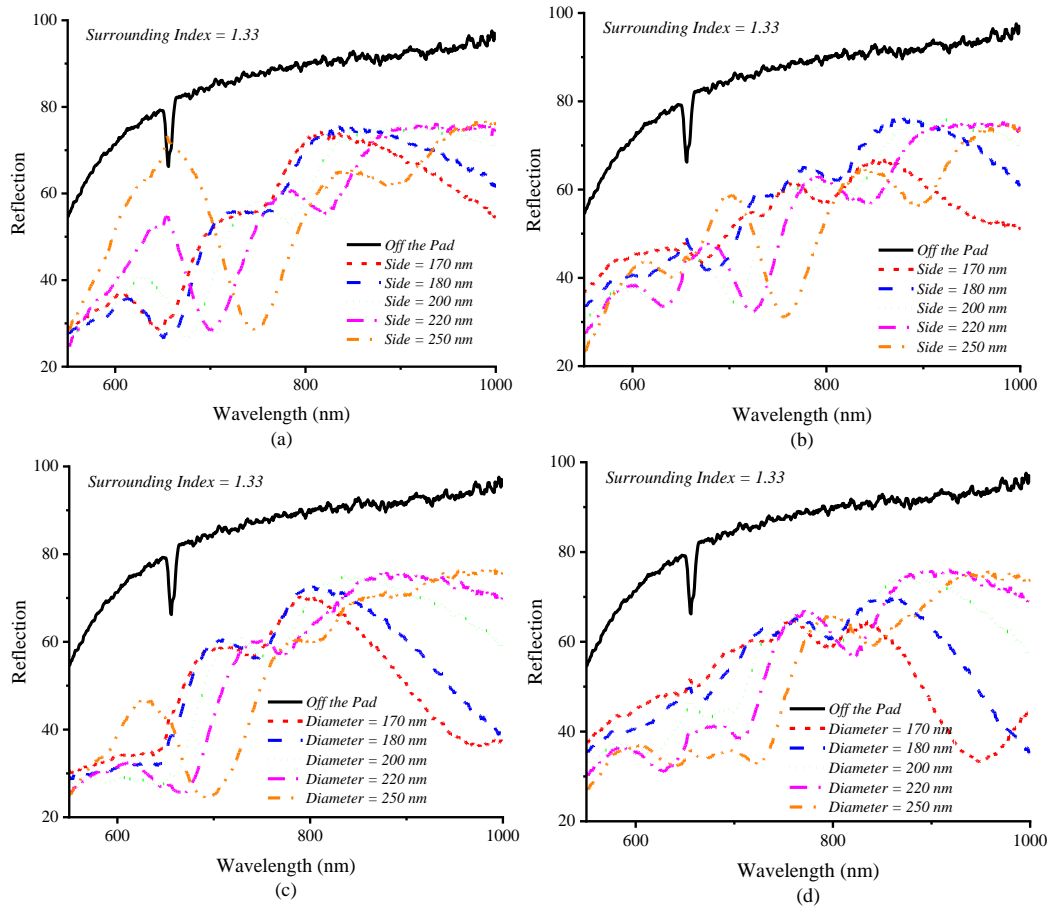 Surrounding Index = 1.33
Reflection
100
80
60
40
20
Off the Pad
Side = 170 nm
Side = 180 nm
Side = 200 nm
Side = 220 nm
Side = 250 nm
600
800
1000
Wavelength (nm)
(a)
Surrounding Index = 1.33
Reflection
100
80
60
40
20
Off the Pad
Side = 170 nm
Side = 180 nm
Side = 200 nm
Side = 220 nm
Side = 250 nm
600
800
1000
Wavelength (nm)
(b)
Surrounding Index = 1.33
Reflection
100
80
60
40
20
Off the Pad
Diameter = 170 nm
Diameter = 180 nm
Diameter = 200 nm
Diameter = 220 nm
Diameter = 250 nm
600
800
1000
Wavelength (nm)
(c)
Surrounding Index = 1.33
Reflection
100
80
60
40
20
Off the Pad
Diameter = 170 nm
Diameter = 180 nm
Diameter = 200 nm
Diameter = 220 nm
Diameter = 250 nm
600
800
1000
Wavelength (nm)
(d)